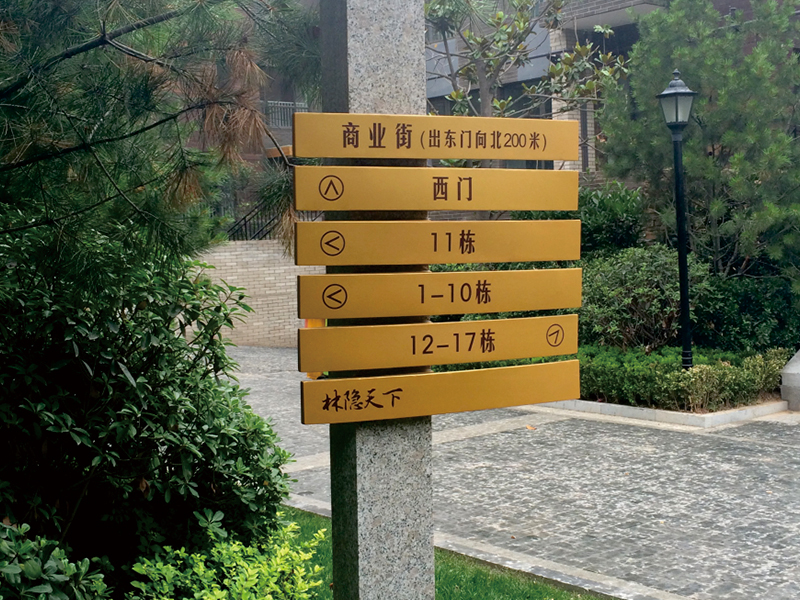 商业街(出东门向北200米)
西门
11栋
1-10栋
12-17栋
林隐天下